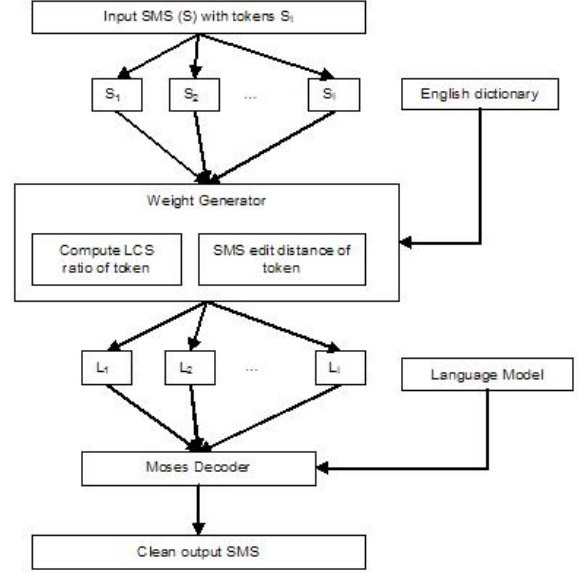 Input SMS (S) with tokens Sᵢ
S₁
S₂
...
Sᵢ
English dictionary
Weight Generator
Compute LCS
ratio of token
SMS edit distance of
token
L₁
L₂
...
Lᵢ
Language Model
Moses Decoder
Clean output SMS